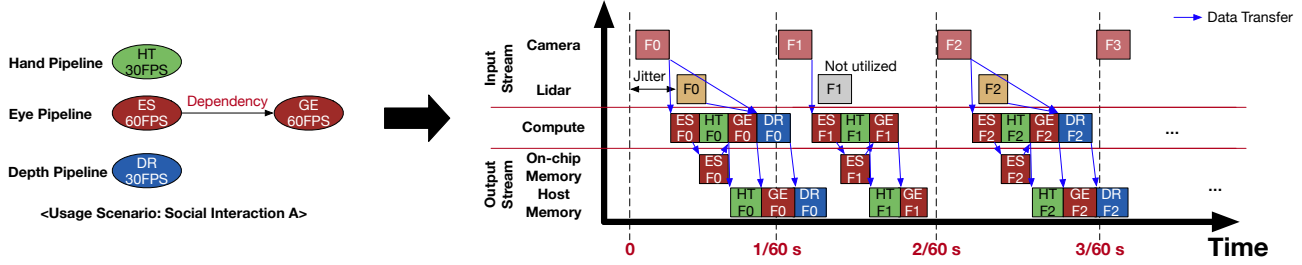 Hand Pipeline
HT
30FPS
Eye Pipeline
ES
60FPS
Dependency
GE
60FPS
Depth Pipeline
DR
30FPS
<Usage Scenario: Social Interaction A>
Data Transfer
Input
Stream
Camera
F0
F1
F2
F3
Lidar
Jitter
F0
Not utilized
F1
F2
Compute
ES
F0
HT
F0
GE
F0
DR
F0
ES
F1
HT
F1
GE
F1
ES
F2
HT
F2
GE
F2
DR
F2
...
Output
Stream
On-chip
Memory
ES
F0
ES
F1
ES
F2
...
Host
Memory
HT
F0
GE
F0
DR
F0
HT
F1
GE
F1
HT
F2
GE
F2
DR
F2
0
1/60 s
2/60 s
3/60 s
Time